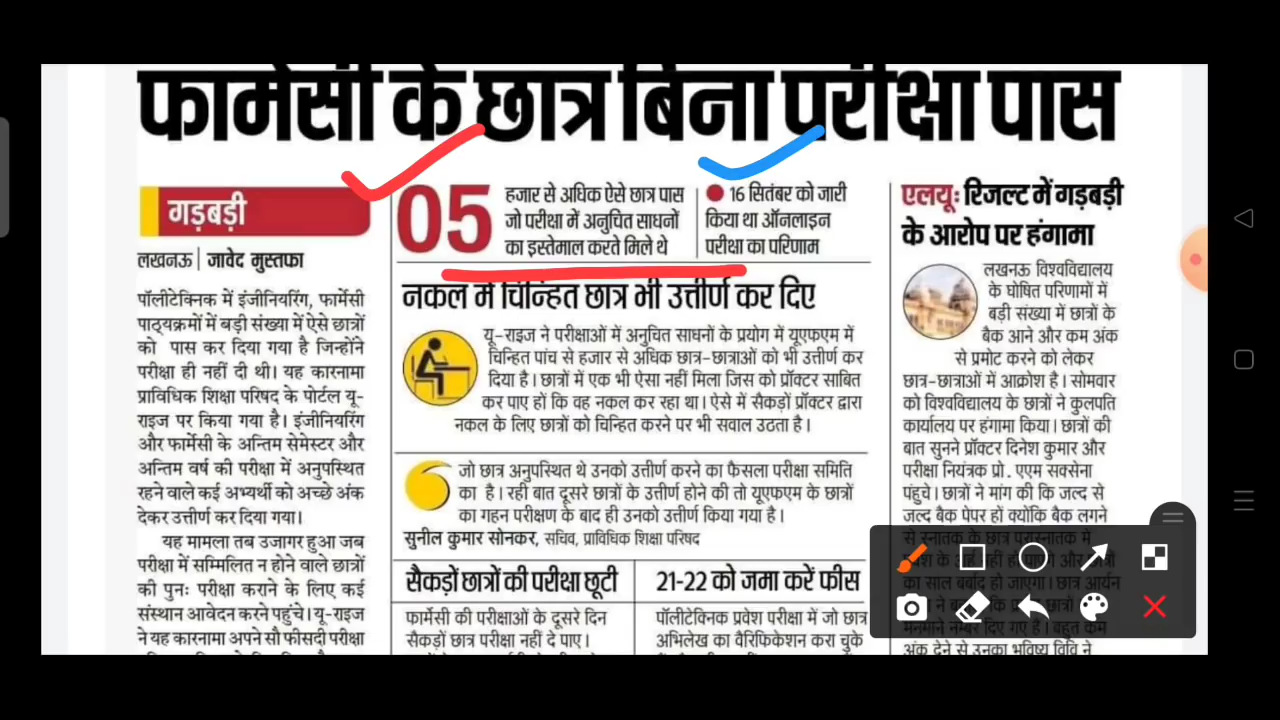 फार्मेसी के छात्र बिना परीक्षा पास
गड़बड़ी
लखनऊ | जावेद मुस्तफा
पॉलीटेक्निक में इंजीनियरिंग, फार्मेसी
पाठ्यक्रमों में बड़ी संख्या में ऐसे छात्रों
को पास कर दिया गया है जिन्होंने
परीक्षा ही नहीं दी थी। यह कारनामा
प्राविधिक शिक्षा परिषद के पोर्टल यू-
राइज पर किया गया है। इंजीनियरिंग
और फार्मेसी के अन्तिम सेमेस्टर और
अन्तिम वर्ष की परीक्षा में अनुपस्थित
रहने वाले कई अभ्यर्थी को अच्छे अंक
देकर उत्तीर्ण कर दिया गया।
यह मामला तब उजागर हुआ जब
परीक्षा में सम्मिलित न होने वाले छात्रों
की पुनः परीक्षा कराने के लिए कई
संस्थान आवेदन करने पहुंचे। यू-राइज
ने यह कारनामा अपने सौ फीसदी परीक्षा
05
हजार से अधिक ऐसे छात्र पास
जो परीक्षा में अनुचित साधनों
का इस्तेमाल करते मिले थे
16 सितंबर को जारी
किया था ऑनलाइन
परीक्षा का परिणाम
नकल में चिन्हित छात्र भी उत्तीर्ण कर दिए
यू-राइज ने परीक्षाओं में अनुचित साधनों के प्रयोग में यूएफएम में
चिन्हित पांच से हजार से अधिक छात्र-छात्राओं को भी उत्तीर्ण कर
दिया है। छात्रों में एक भी ऐसा नहीं मिला जिस को प्रॉक्टर साबित
कर पाए हों कि वह नकल कर रहा था। ऐसे में सैकड़ों प्रॉक्टर द्वारा
नकल के लिए छात्रों को चिन्हित करने पर भी सवाल उठता है।
जो छात्र अनुपस्थित थे उनको उत्तीर्ण करने का फैसला परीक्षा समिति
का है। रही बात दूसरे छात्रों के उत्तीर्ण होने की तो यूएफएम के छात्रों
का गहन परीक्षण के बाद ही उनको उत्तीर्ण किया गया है।
सुनील कुमार सोनकर, सचिव, प्राविधिक शिक्षा परिषद
सैकड़ों छात्रों की परीक्षा छूटी
फार्मेसी की परीक्षाओं के दूसरे दिन
सैकड़ों छात्र परीक्षा नहीं दे पाए।
21-22 को जमा करें फीस
पॉलीटेक्निक प्रवेश परीक्षा में जो छात्र
अभिलेख का वैरिफिकेशन करा चुके
एलयू: रिजल्ट में गड़बड़ी
के आरोप पर हंगामा
लखनऊ विश्वविद्यालय
के घोषित परिणामों में
बड़ी संख्या में छात्रों के
बैक आने और कम अंक
से प्रमोट करने को लेकर
छात्र-छात्राओं में आक्रोश है। सोमवार
को विश्वविद्यालय के छात्रों ने कुलपति
कार्यालय पर हंगामा किया। छात्रों की
बात सुनने प्रॉक्टर दिनेश कुमार और
परीक्षा नियंत्रक प्रो. एएम सक्सेना
पहुंचे। छात्रों ने मांग की कि जल्द से
जल्द बैक पेपर हों क्योंकि बैक लगने
से स्नातक के छात्र परास्नातक में
का साल बर्बाद हो जाएगा। छात्र आर्यन
मनमाने नम्बर दिए गए हैं। बहुत कम
अंक देने से उनका भविष्य विवि ने